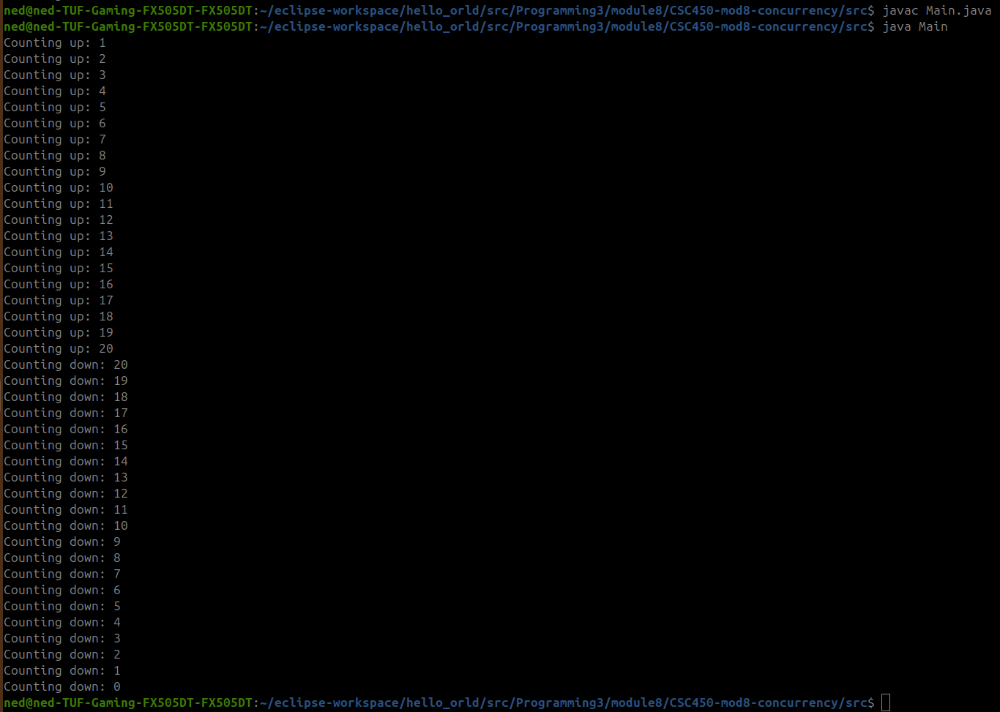 ned@ned-TUF-Gaming-FX505DT-FX505DT:~/eclipse-workspace/hello_orld/src/Programming3/module8/CSC450-mod8-concurrency/src$ javac Main.java
ned@ned-TUF-Gaming-FX505DT-FX505DT:~/eclipse-workspace/hello_orld/src/Programming3/module8/CSC450-mod8-concurrency/src$ java Main
Counting up: 1
Counting up: 2
Counting up: 3
Counting up: 4
Counting up: 5
Counting up: 6
Counting up: 7
Counting up: 8
Counting up: 9
Counting up: 10
Counting up: 11
Counting up: 12
Counting up: 13
Counting up: 14
Counting up: 15
Counting up: 16
Counting up: 17
Counting up: 18
Counting up: 19
Counting up: 20
Counting down: 20
Counting down: 19
Counting down: 18
Counting down: 17
Counting down: 16
Counting down: 15
Counting down: 14
Counting down: 13
Counting down: 12
Counting down: 11
Counting down: 10
Counting down: 9
Counting down: 8
Counting down: 7
Counting down: 6
Counting down: 5
Counting down: 4
Counting down: 3
Counting down: 2
Counting down: 1
Counting down: 0
ned@ned-TUF-Gaming-FX505DT-FX505DT:~/eclipse-workspace/hello_orld/src/Programming3/module8/CSC450-mod8-concurrency/src$